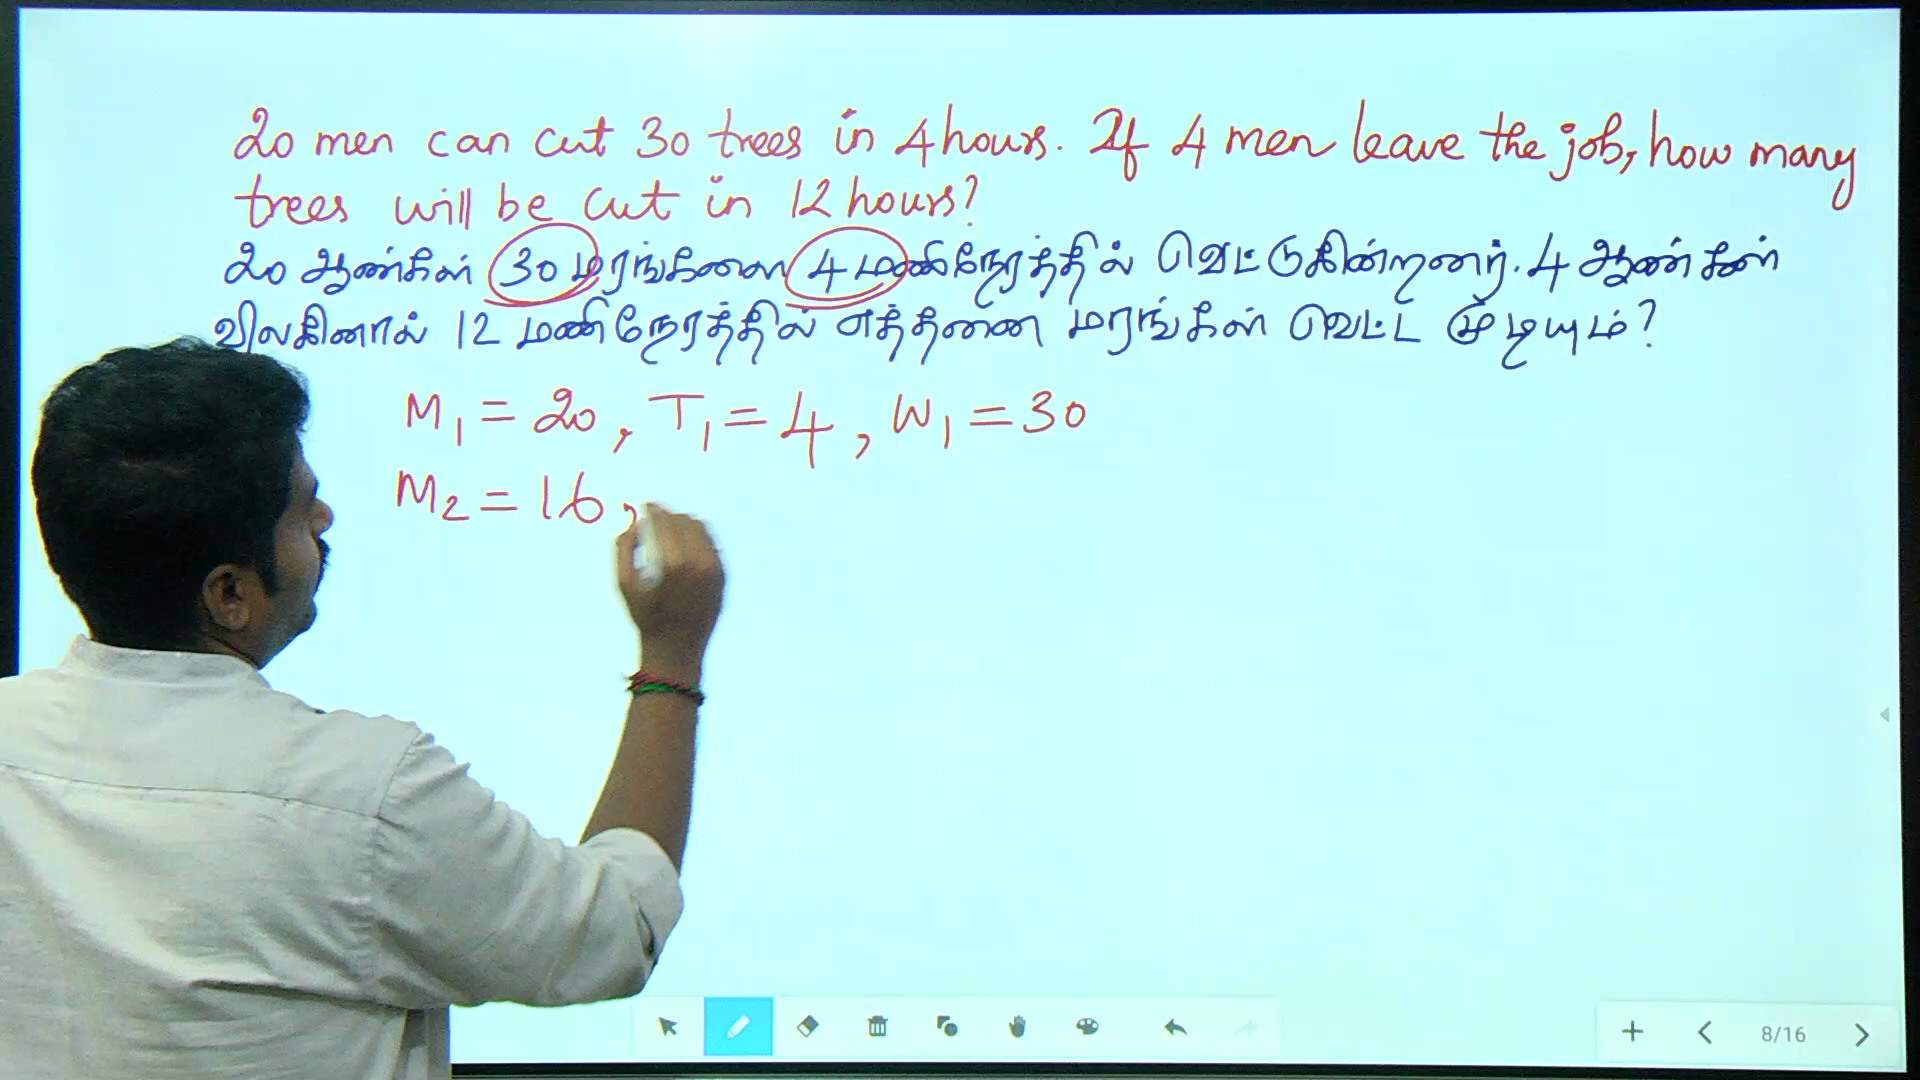 20 men can cut 30 trees in 4 hours. If 4 men leave the job, how many
trees will be cut in 12 hours?
20 ஆண்கள் 30 மரங்களை 4 மணிநேரத்தில் வெட்டுகின்றனர். 4 ஆண்கள்
விலகினால் 12 மணிநேரத்தில் எத்தனை மரங்கள் வெட்ட முடியும்?
M1 = 20, T1 = 4, W1 = 30
M2 = 16,
8/16